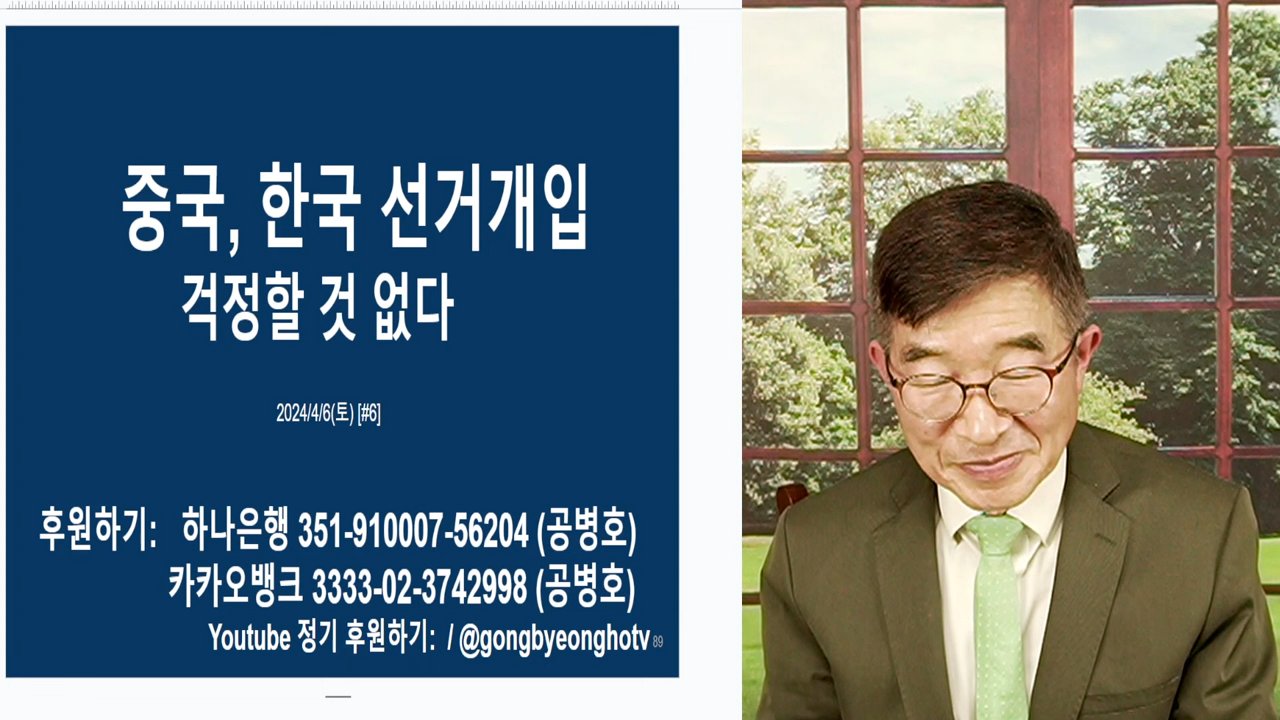 중국, 한국 선거개입
걱정할 것 없다
2024/4/6(토) [#6]
후원하기: 하나은행 351-910007-56204 (공병호)
카카오뱅크 3333-02-3742998 (공병호)
Youtube 정기 후원하기: / @gongbyeonghotv
89